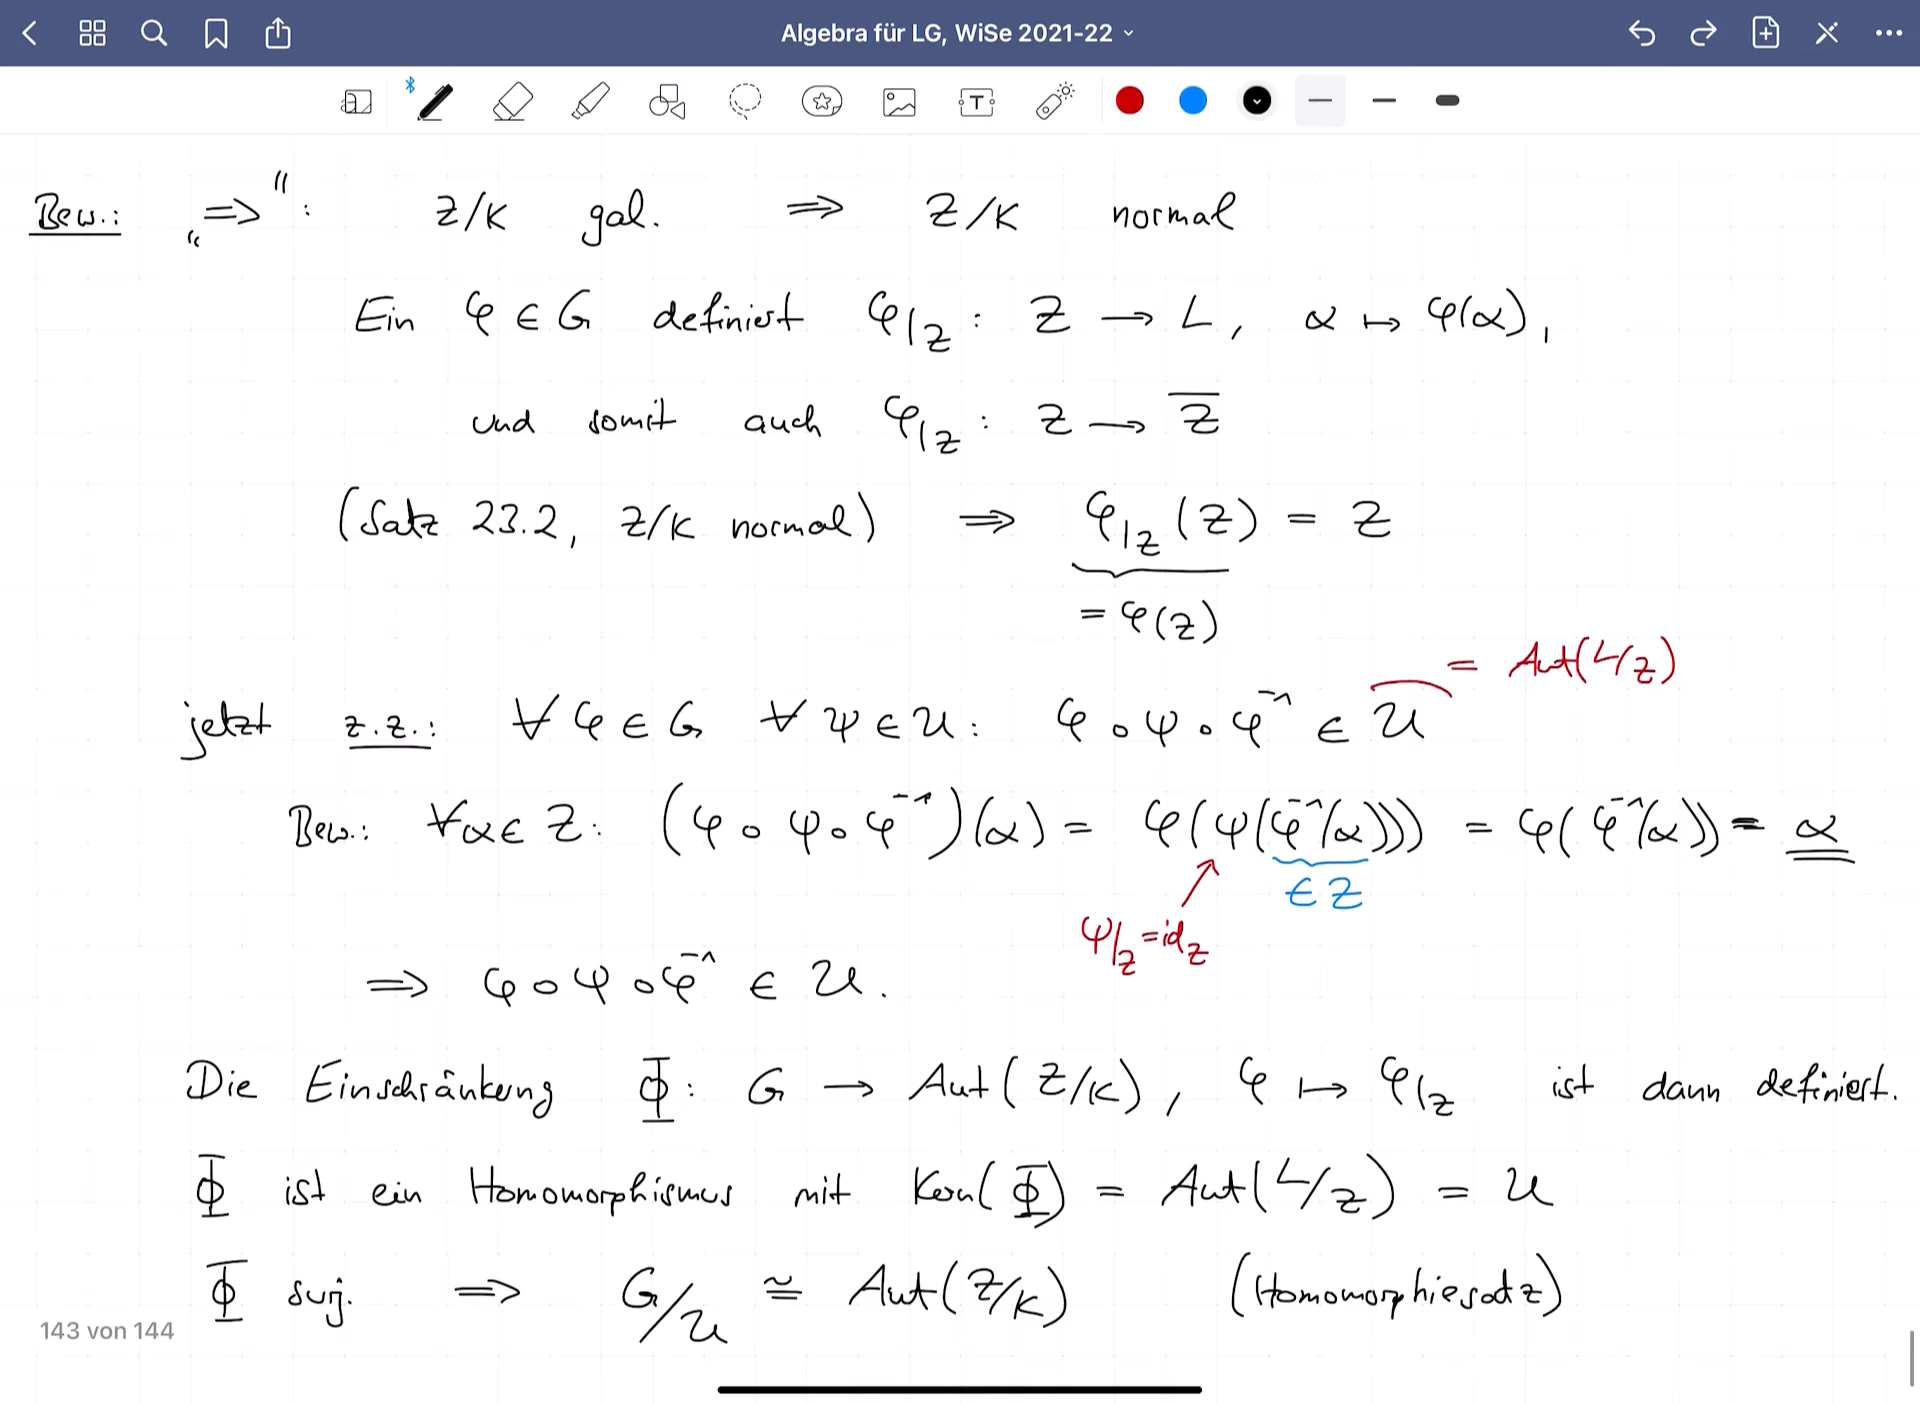 Algebra für LG, WiSe 2021-22
Bew.: „⇒“: Z/K gal. ⇒ Z/K normal
Ein φ ∈ G definiert φ|Z : Z → L, α ↦ φ(α),
und somit auch φ|Z : Z → Z̅
(Satz 23.2, Z/K normal) ⇒ φ|Z (Z) = Z
= φ(Z)
= Aut(L/Z)
jetzt z.z.: ∀ φ ∈ G ∀ ψ ∈ U: φ ∘ ψ ∘ φ⁻¹ ∈ U
Bew.: ∀ α ∈ Z: (φ ∘ ψ ∘ φ⁻¹)(α) = φ(ψ(φ⁻¹(α))) = φ(φ⁻¹(α)) = α
∈ Z
ψ|Z = idZ
⇒ φ ∘ ψ ∘ φ⁻¹ ∈ U.
Die Einschränkung Φ: G → Aut(Z/K), φ ↦ φ|Z ist dann definiert.
Φ ist ein Homomorphismus mit Kern(Φ) = Aut(L/Z) = U
Φ surj. ⇒ G/U ≅ Aut(Z/K) (Homomorphiesatz)
143 von 144